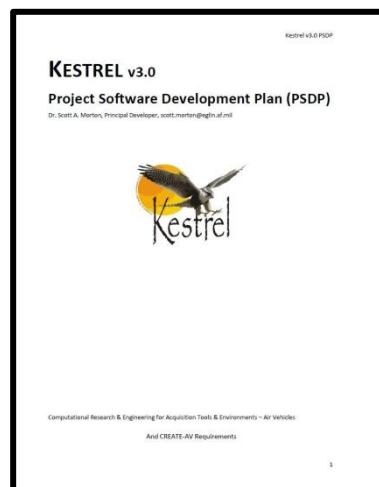 Kestrel v3.0 PSDP
KESTREL v3.0
Project Software Development Plan (PSDP)
Dr. Scott A. Morton, Principal Developer, scott.morton@eglin.af.mil
Kestrel
Computational Research & Engineering for Acquisition Tools & Environments – Air Vehicles
And CREATE-AV Requirements
1